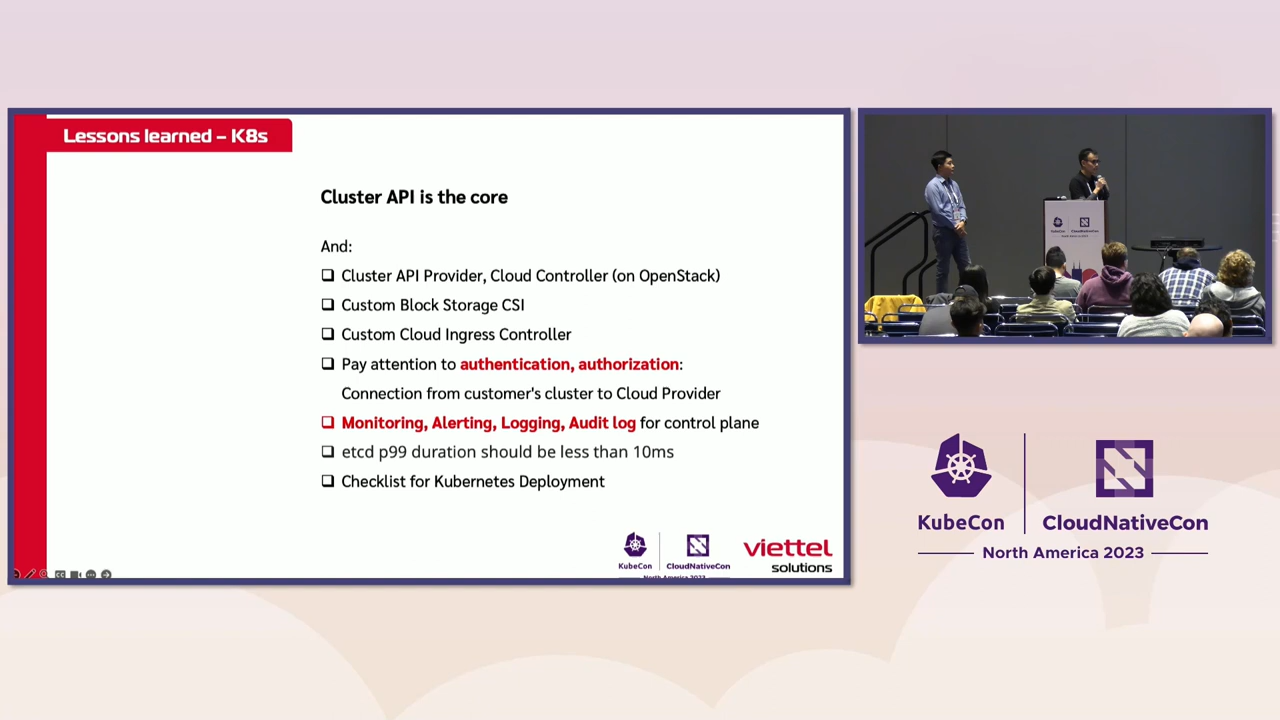 Lessons learned – K8s
Cluster API is the core
And:
❑ Cluster API Provider, Cloud Controller (on OpenStack)
❑ Custom Block Storage CSI
❑ Custom Cloud Ingress Controller
❑ Pay attention to authentication, authorization:
Connection from customer's cluster to Cloud Provider
❑ Monitoring, Alerting, Logging, Audit log for control plane
❑ etcd p99 duration should be less than 10ms
❑ Checklist for Kubernetes Deployment
KubeCon
CloudNativeCon
North America 2023
viettel
solutions
KubeCon
CloudNativeCon
North America 2023